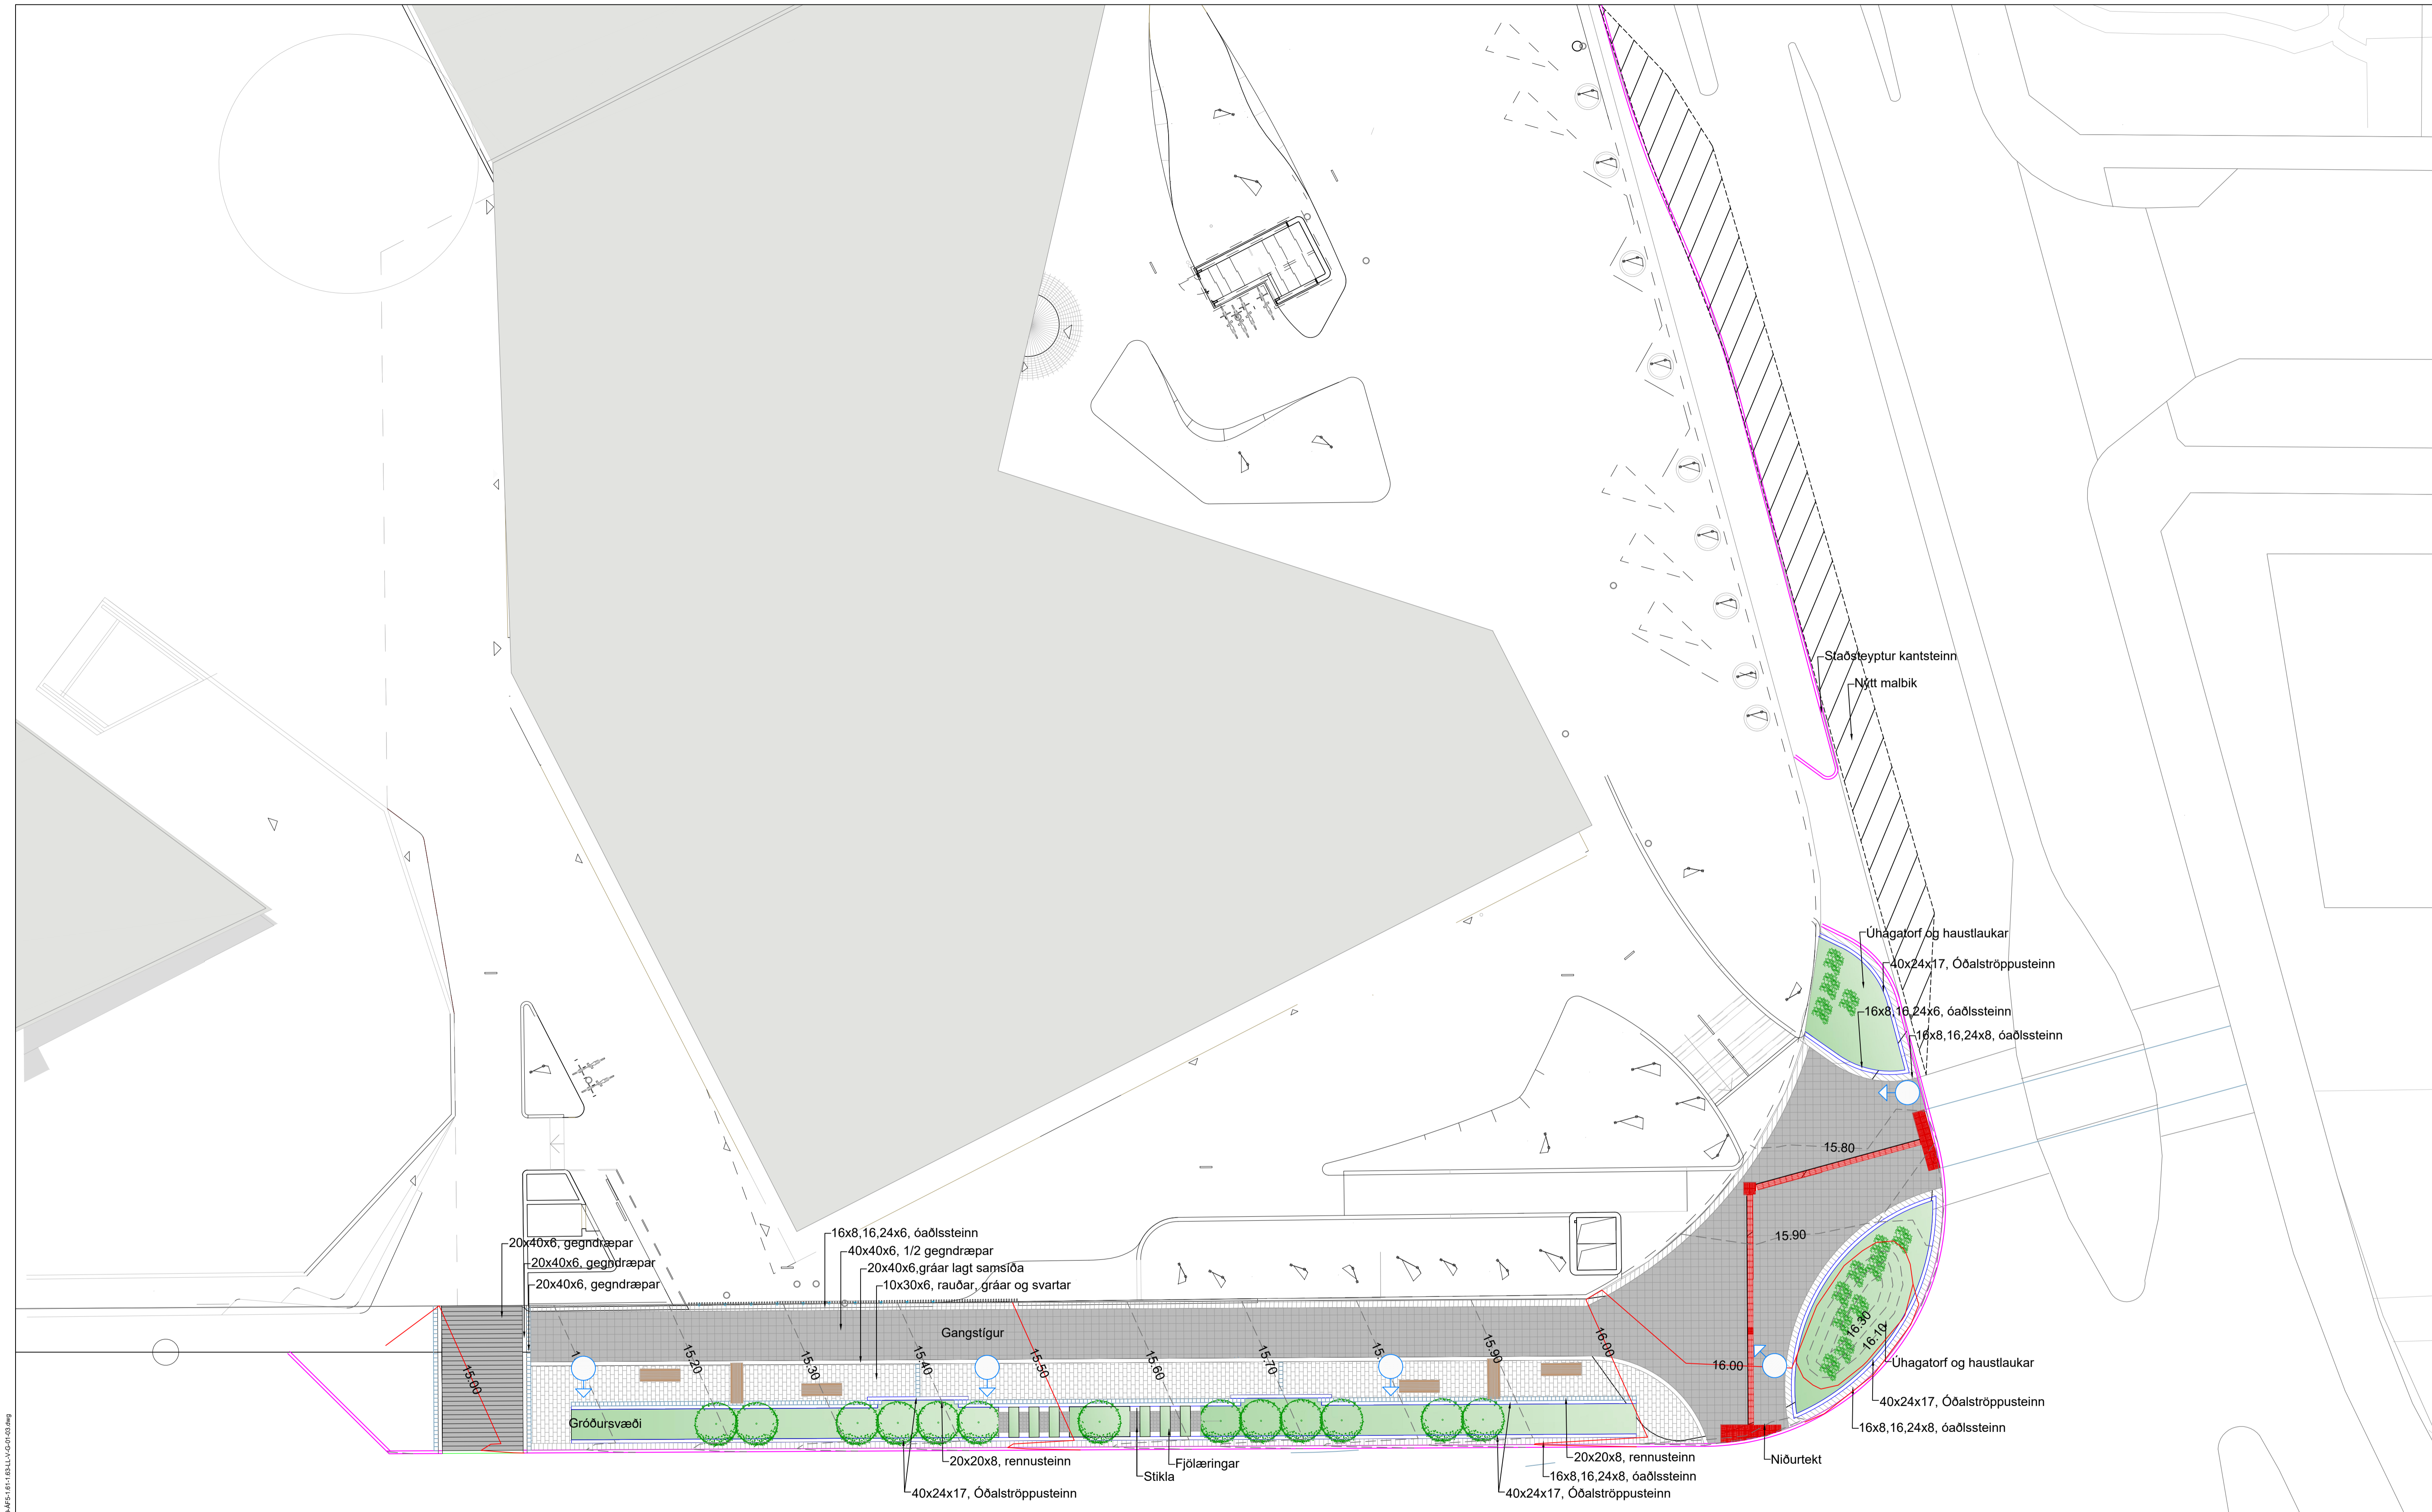 Staðsteyptur kantsteinn
Nýtt malbik
Úhagatorf og haustlaukar
40x24x17, Óðalströppusteinn
16x8,16,24x6, óaðlssteinn
16x8,16,24x8, óaðlssteinn
15.80
15.90
16x8,16,24x6, óaðlssteinn
40x40x6, 1/2 gegndræpar
20x40x6,gráar lagt samsíða
10x30x6, rauðar, gráar og svartar
20x40x6, gegndræpar
20x40x6, gegndræpar
20x40x6, gegndræpar
Gangstígur
15.00
15.20
15.30
15.40
15.50
15.60
15.70
15.90
16.00
16.00
16.30
16.10
Úhagatorf og haustlaukar
40x24x17, Óðalströppusteinn
16x8,16,24x8, óaðlssteinn
Gróðursvæði
20x20x8, rennusteinn
Fjölæringar
Stikla
40x24x17, Óðalströppusteinn
20x20x8, rennusteinn
16x8,16,24x8, óaðlssteinn
40x24x17, Óðalströppusteinn
Niðurtekt